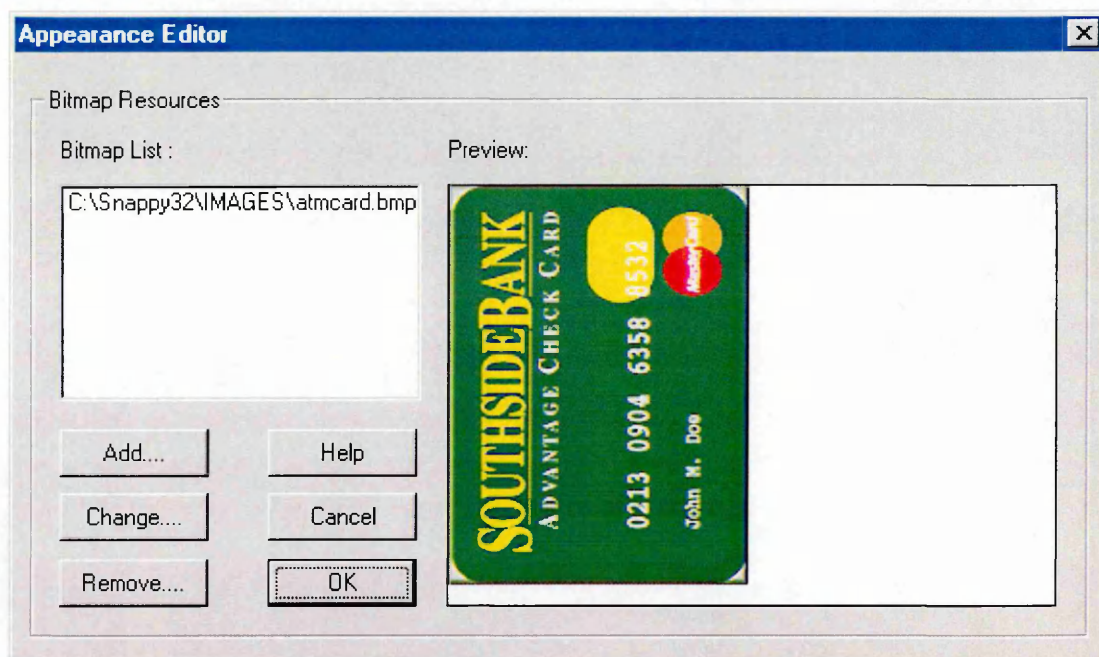 Appearance Editor
Bitmap Resources
Bitmap List :
Preview:
C:\Snappy32\IMAGES\atmcard.bmp
Add....
Help
Change....
Cancel
Remove....
OK
SOUTHSIDEBANK
ADVANTAGE CHECK CARD
0213 0904 6358 8532
John M. Doe
MasterCard